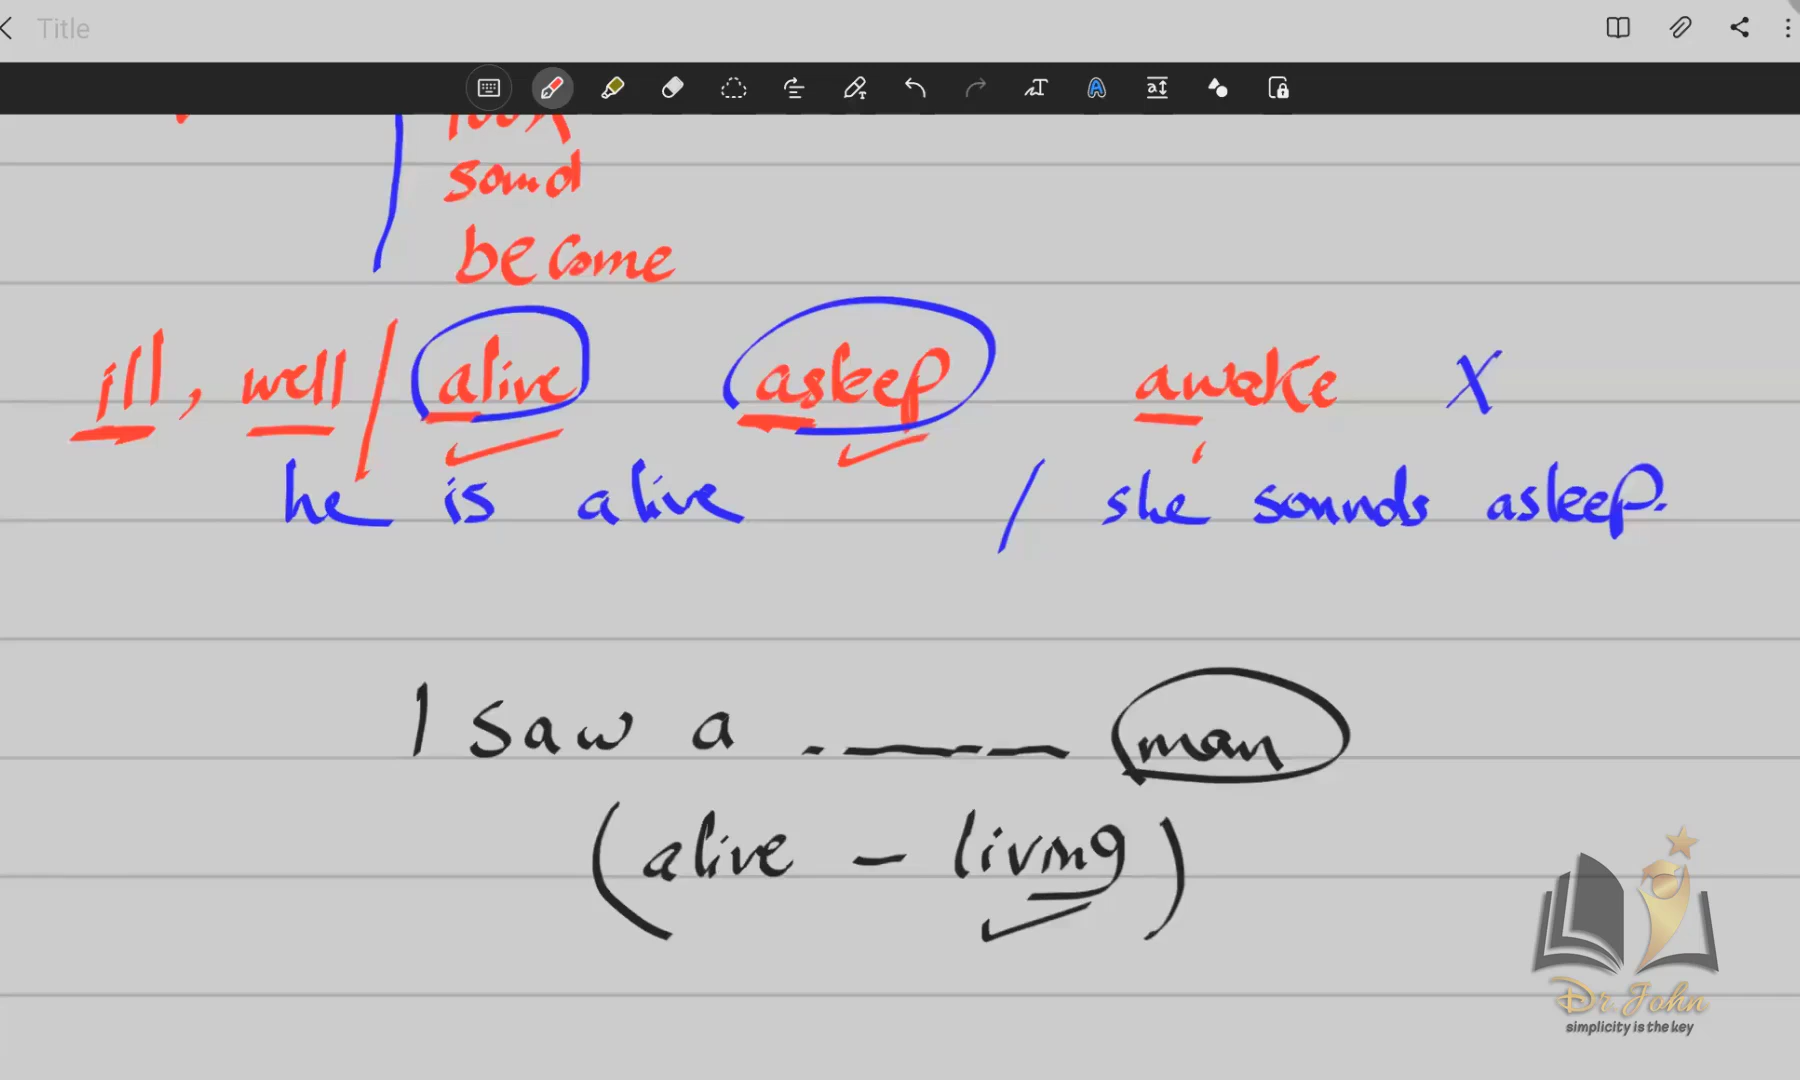 Title
look
sound
become
ill, well / alive asleep awake X
he is alive / she sounds asleep.
I saw a .------ man
(alive - living)
Dr. John
simplicity is the key